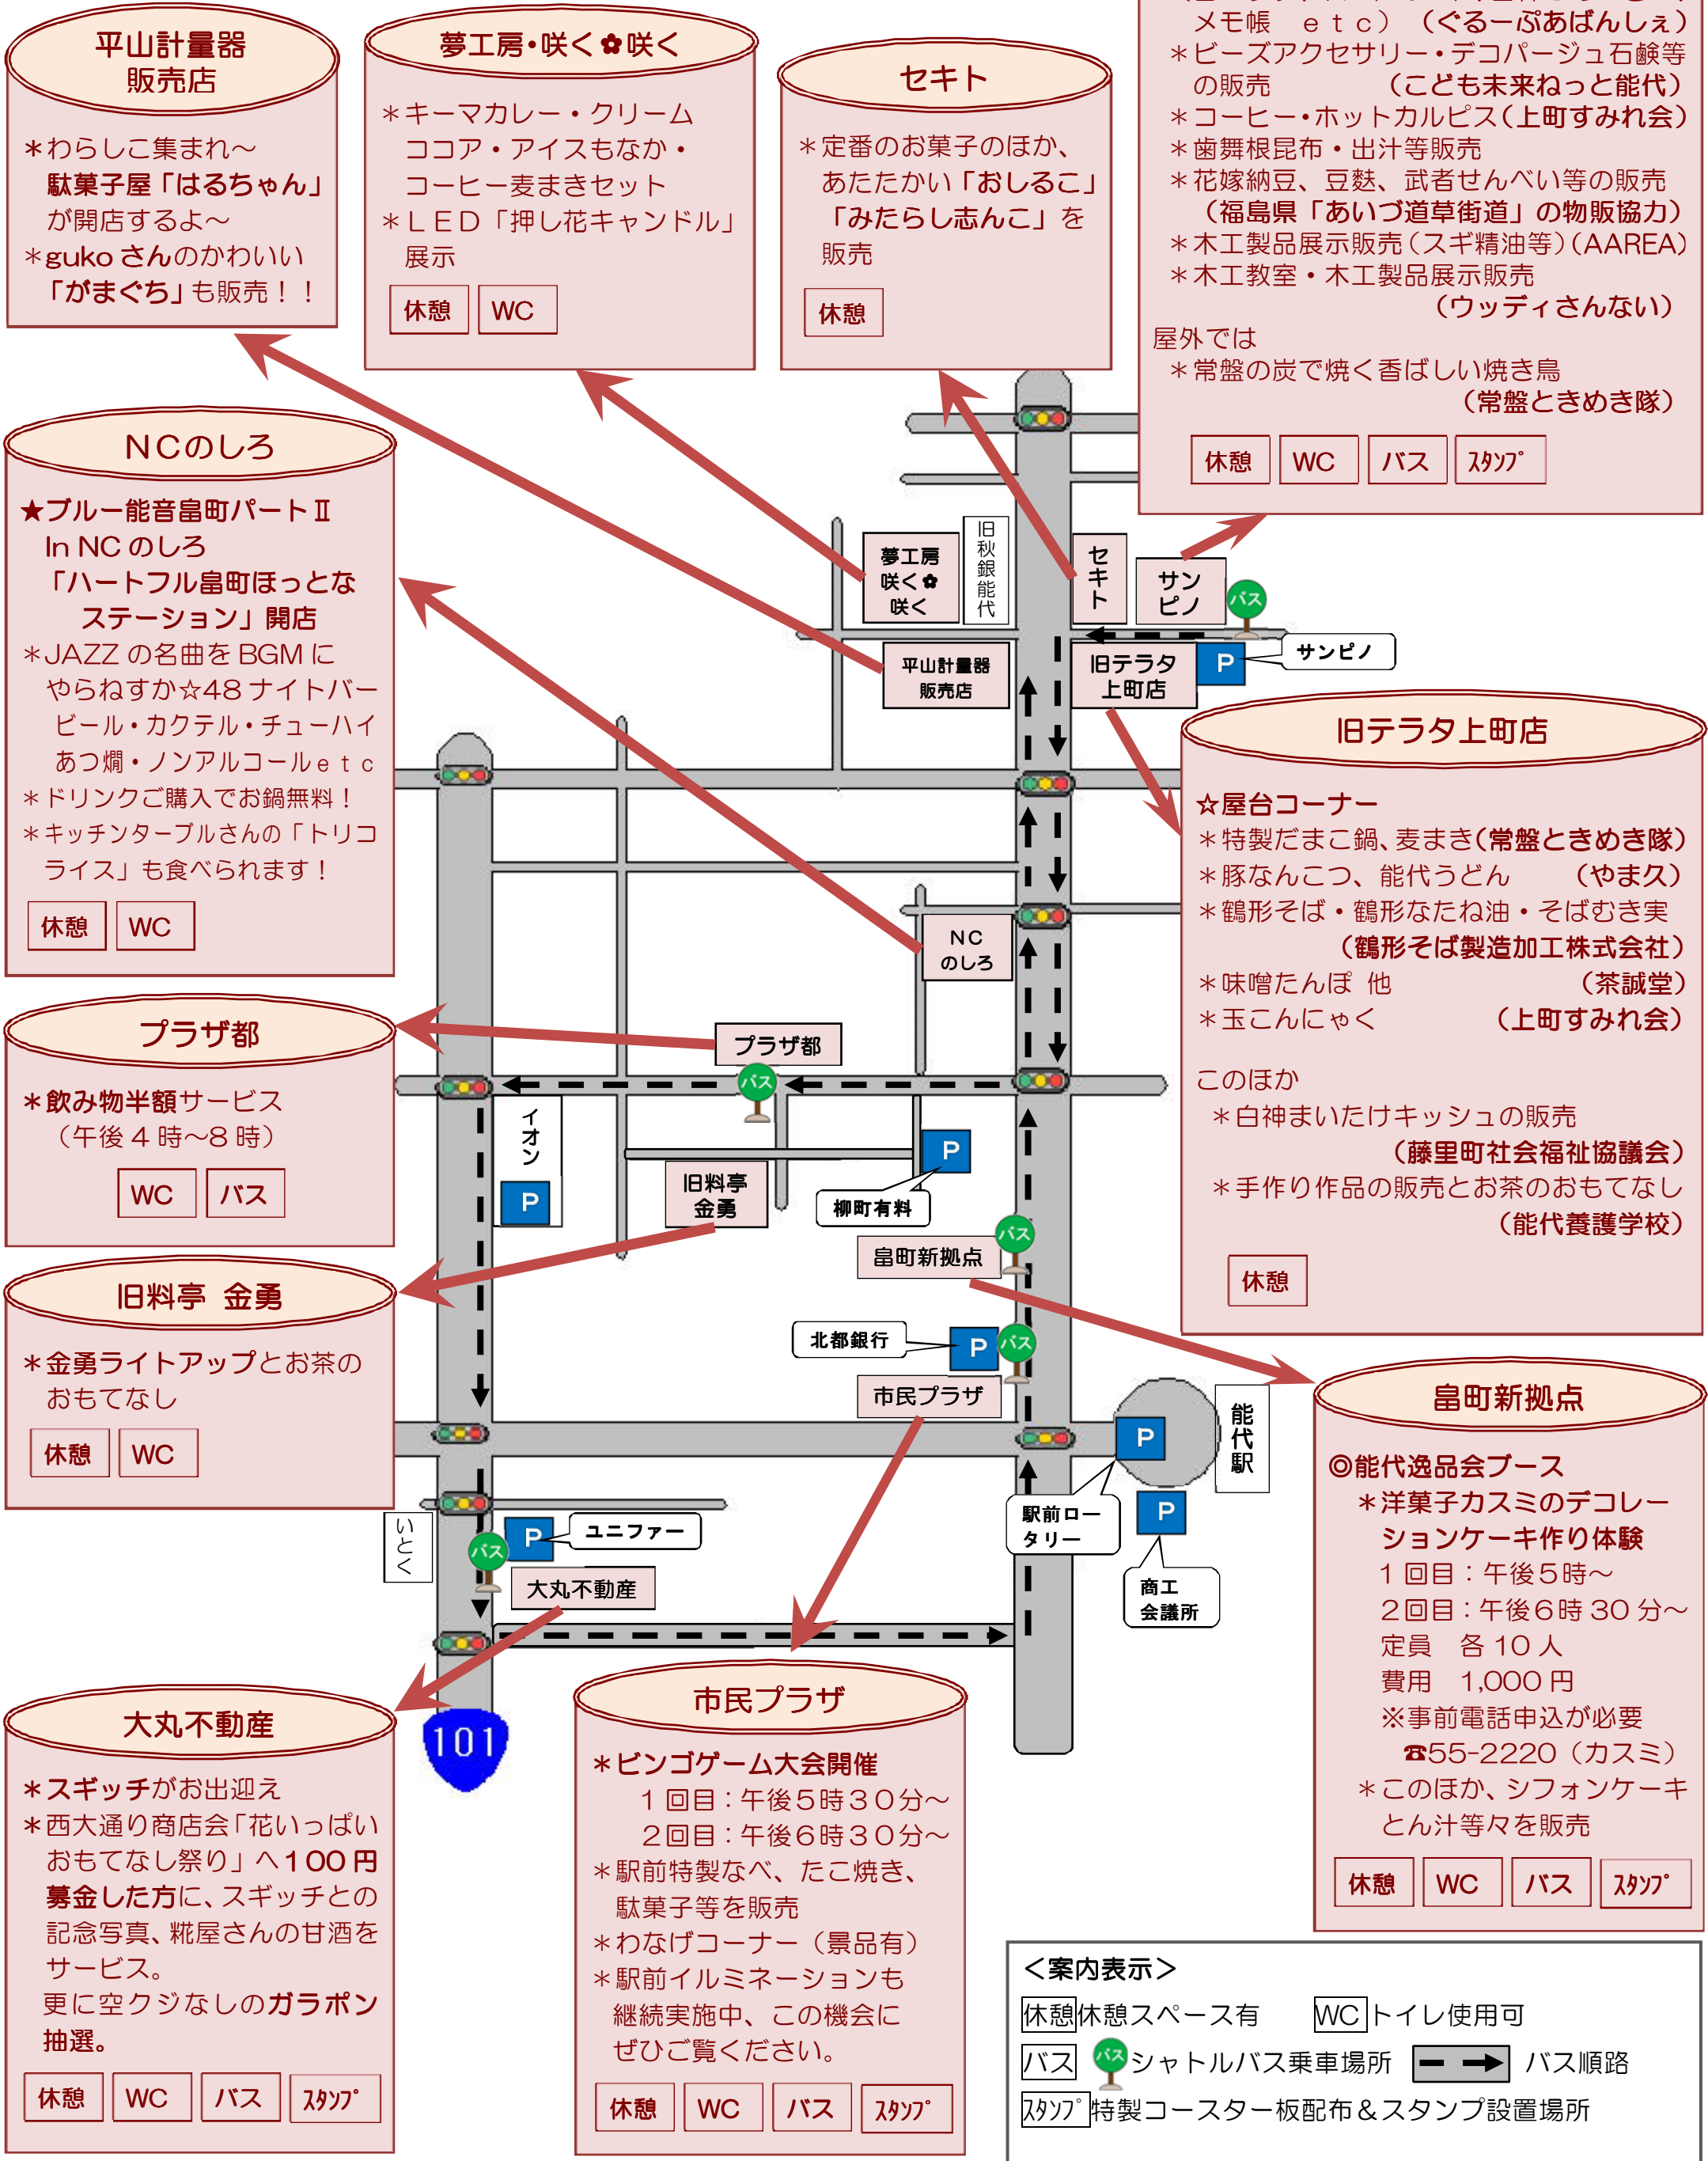 平山計量器
販売店
＊わらしこ集まれ～
駄菓子屋「はるちゃん」
が開店するよ～
＊gukoさんのかわいい
「がまぐち」も販売！！
夢工房・咲く✿咲く
＊キーマカレー・クリーム
ココア・アイスもなか・
コーヒー麦まきセット
＊ＬＥＤ「押し花キャンドル」
展示
休憩 WC
セキト
＊定番のお菓子のほか、
あたたかい「おしるこ」
「みたらし志んこ」を
販売
休憩
メモ帳　ｅｔｃ）（ぐるーぷあばんしぇ）
＊ビーズアクセサリー・デコパージュ石鹸等
の販売　（こども未来ねっと能代）
＊コーヒー・ホットカルピス（上町すみれ会）
＊歯舞根昆布・出汁等販売
＊花嫁納豆、豆麩、武者せんべい等の販売
（福島県「あいづ道草街道」の物販協力）
＊木工製品展示販売（スギ精油等）（AAREA）
＊木工教室・木工製品展示販売
（ウッディさんない）
屋外では
＊常盤の炭で焼く香ばしい焼き鳥
（常盤ときめき隊）
休憩 WC バス ｽﾀﾝﾌﾟ
ＮＣのしろ
★ブルー能音畠町パートⅡ
In NCのしろ
「ハートフル畠町ほっとな
ステーション」開店
＊JAZZの名曲をBGMに
やらねすか☆48ナイトバー
ビール・カクテル・チューハイ
あつ燗・ノンアルコールｅｔｃ
＊ドリンクご購入でお鍋無料！
＊キッチンターブルさんの「トリコ
ライス」も食べられます！
休憩 WC
夢工房
咲く✿
咲く
旧秋銀能代
セキト
サン
ピノ
バス
サンピノ
平山計量器
販売店
旧テラタ
上町店
P
旧テラタ上町店
☆屋台コーナー
＊特製だまこ鍋、麦まき（常盤ときめき隊）
＊豚なんこつ、能代うどん　（やま久）
＊鶴形そば・鶴形なたね油・そばむき実
（鶴形そば製造加工株式会社）
＊味噌たんぽ 他　（茶誠堂）
＊玉こんにゃく　（上町すみれ会）
このほか
＊白神まいたけキッシュの販売
（藤里町社会福祉協議会）
＊手作り作品の販売とお茶のおもてなし
（能代養護学校）
休憩
ＮＣ
のしろ
プラザ都
＊飲み物半額サービス
（午後４時～8時）
WC バス
プラザ都
バス
イオン
P
旧料亭
金勇
P
柳町有料
旧料亭 金勇
＊金勇ライトアップとお茶の
おもてなし
休憩 WC
畠町新拠点
バス
北都銀行
P
バス
市民プラザ
能代駅
P
駅前ロー
タリー
P
商工
会議所
いとく
バス
P
ユニファー
大丸不動産
畠町新拠点
◎能代逸品会ブース
＊洋菓子カスミのデコレー
ションケーキ作り体験
１回目：午後５時～
２回目：午後６時30分～
定員　各10人
費用　1,000円
※事前電話申込が必要
☎55-2220（カスミ）
＊このほか、シフォンケーキ
とん汁等々を販売
休憩 WC バス ｽﾀﾝﾌﾟ
101
大丸不動産
＊スギッチがお出迎え
＊西大通り商店会「花いっぱい
おもてなし祭り」へ１００円
募金した方に、スギッチとの
記念写真、糀屋さんの甘酒を
サービス。
更に空クジなしのガラポン
抽選。
休憩 WC バス ｽﾀﾝﾌﾟ
市民プラザ
＊ビンゴゲーム大会開催
１回目：午後５時３０分～
２回目：午後６時３０分～
＊駅前特製なべ、たこ焼き、
駄菓子等を販売
＊わなげコーナー（景品有）
＊駅前イルミネーションも
継続実施中、この機会に
ぜひご覧ください。
休憩 WC バス ｽﾀﾝﾌﾟ
＜案内表示＞
休憩 休憩スペース有　WC トイレ使用可
バス バス シャトルバス乗車場所　バス順路
ｽﾀﾝﾌﾟ 特製コースター板配布＆スタンプ設置場所